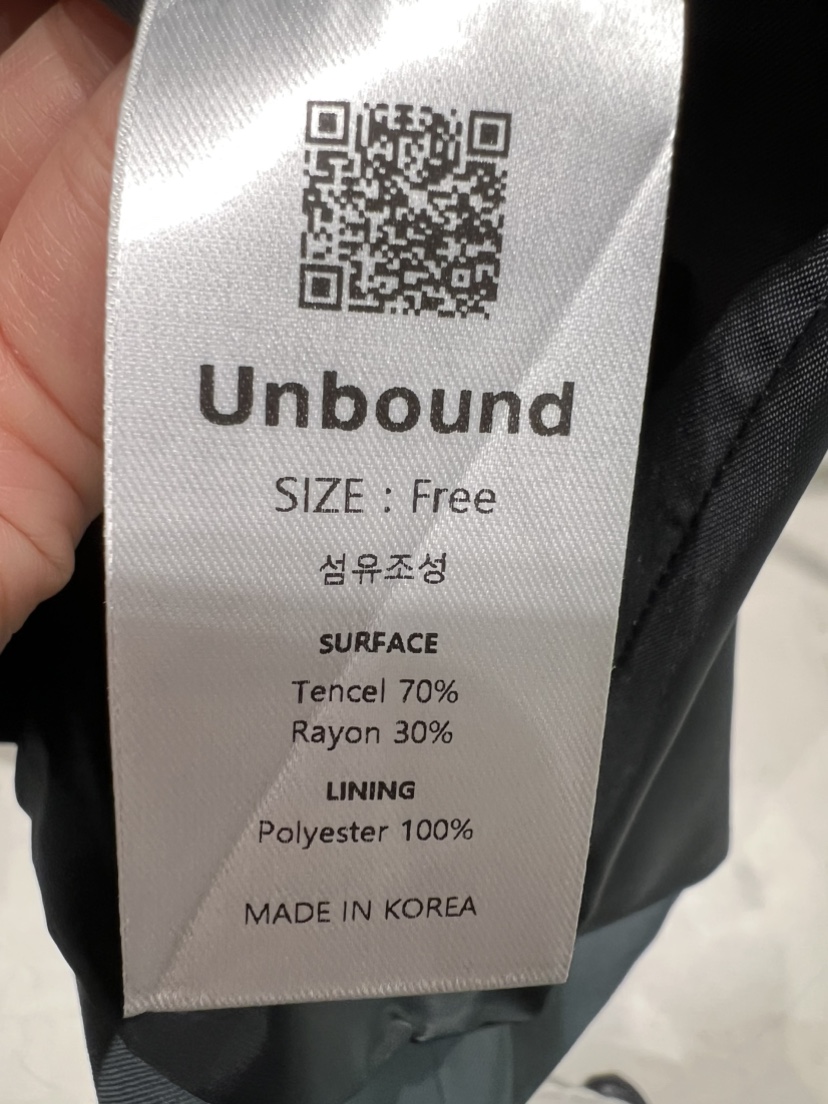 Unbound
SIZE : Free
섬유조성
SURFACE
Tencel 70%
Rayon 30%
LINING
Polyester 100%
MADE IN KOREA